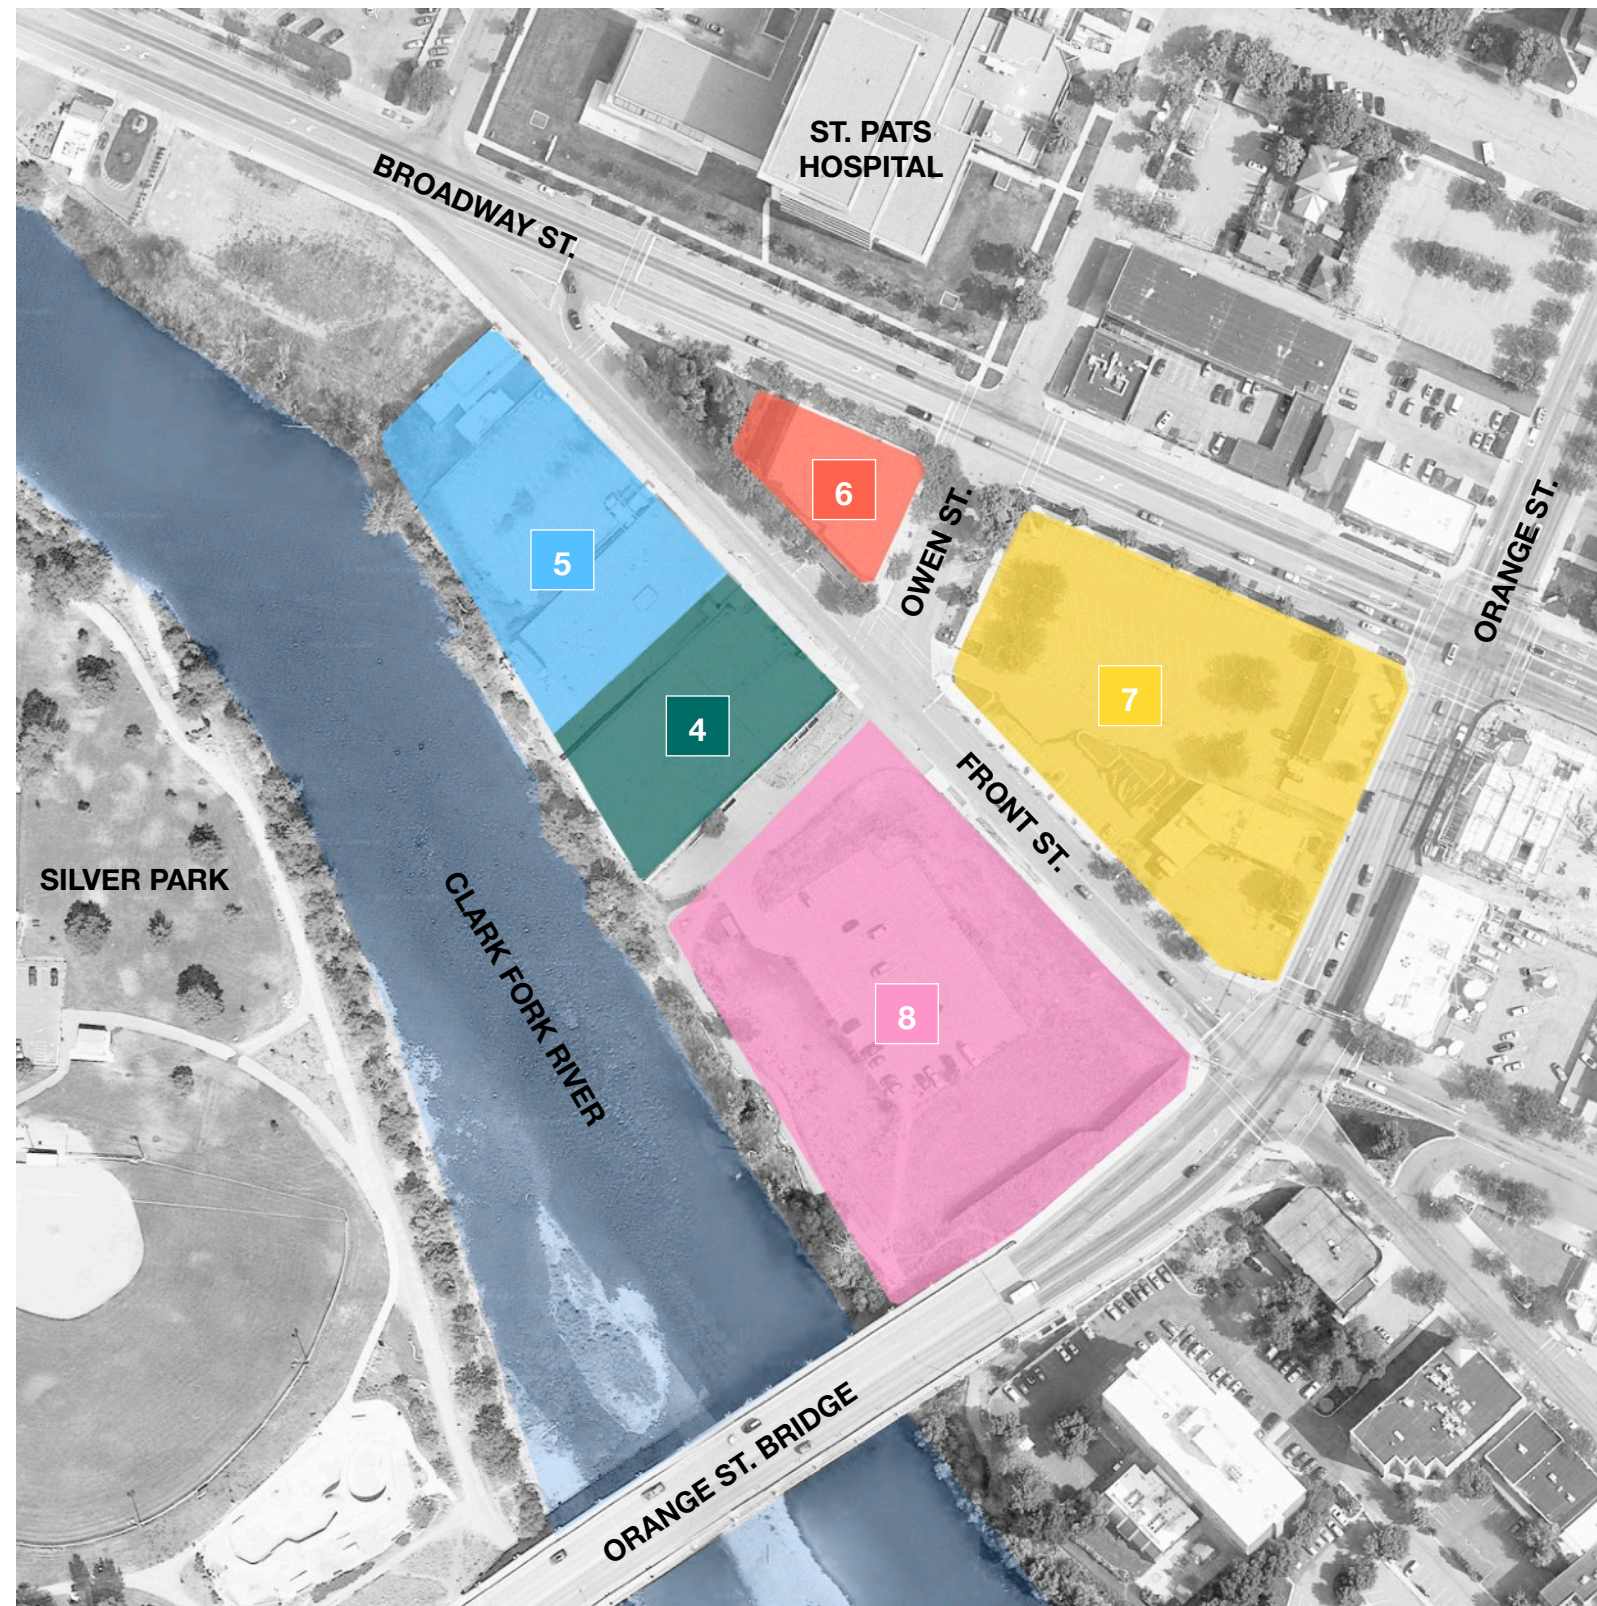 ST. PATS
HOSPITAL
BROADWAY ST.
6
OWEN ST.
ORANGE ST.
5
7
4
FRONT ST.
SILVER PARK
CLARK FORK RIVER
8
ORANGE ST. BRIDGE